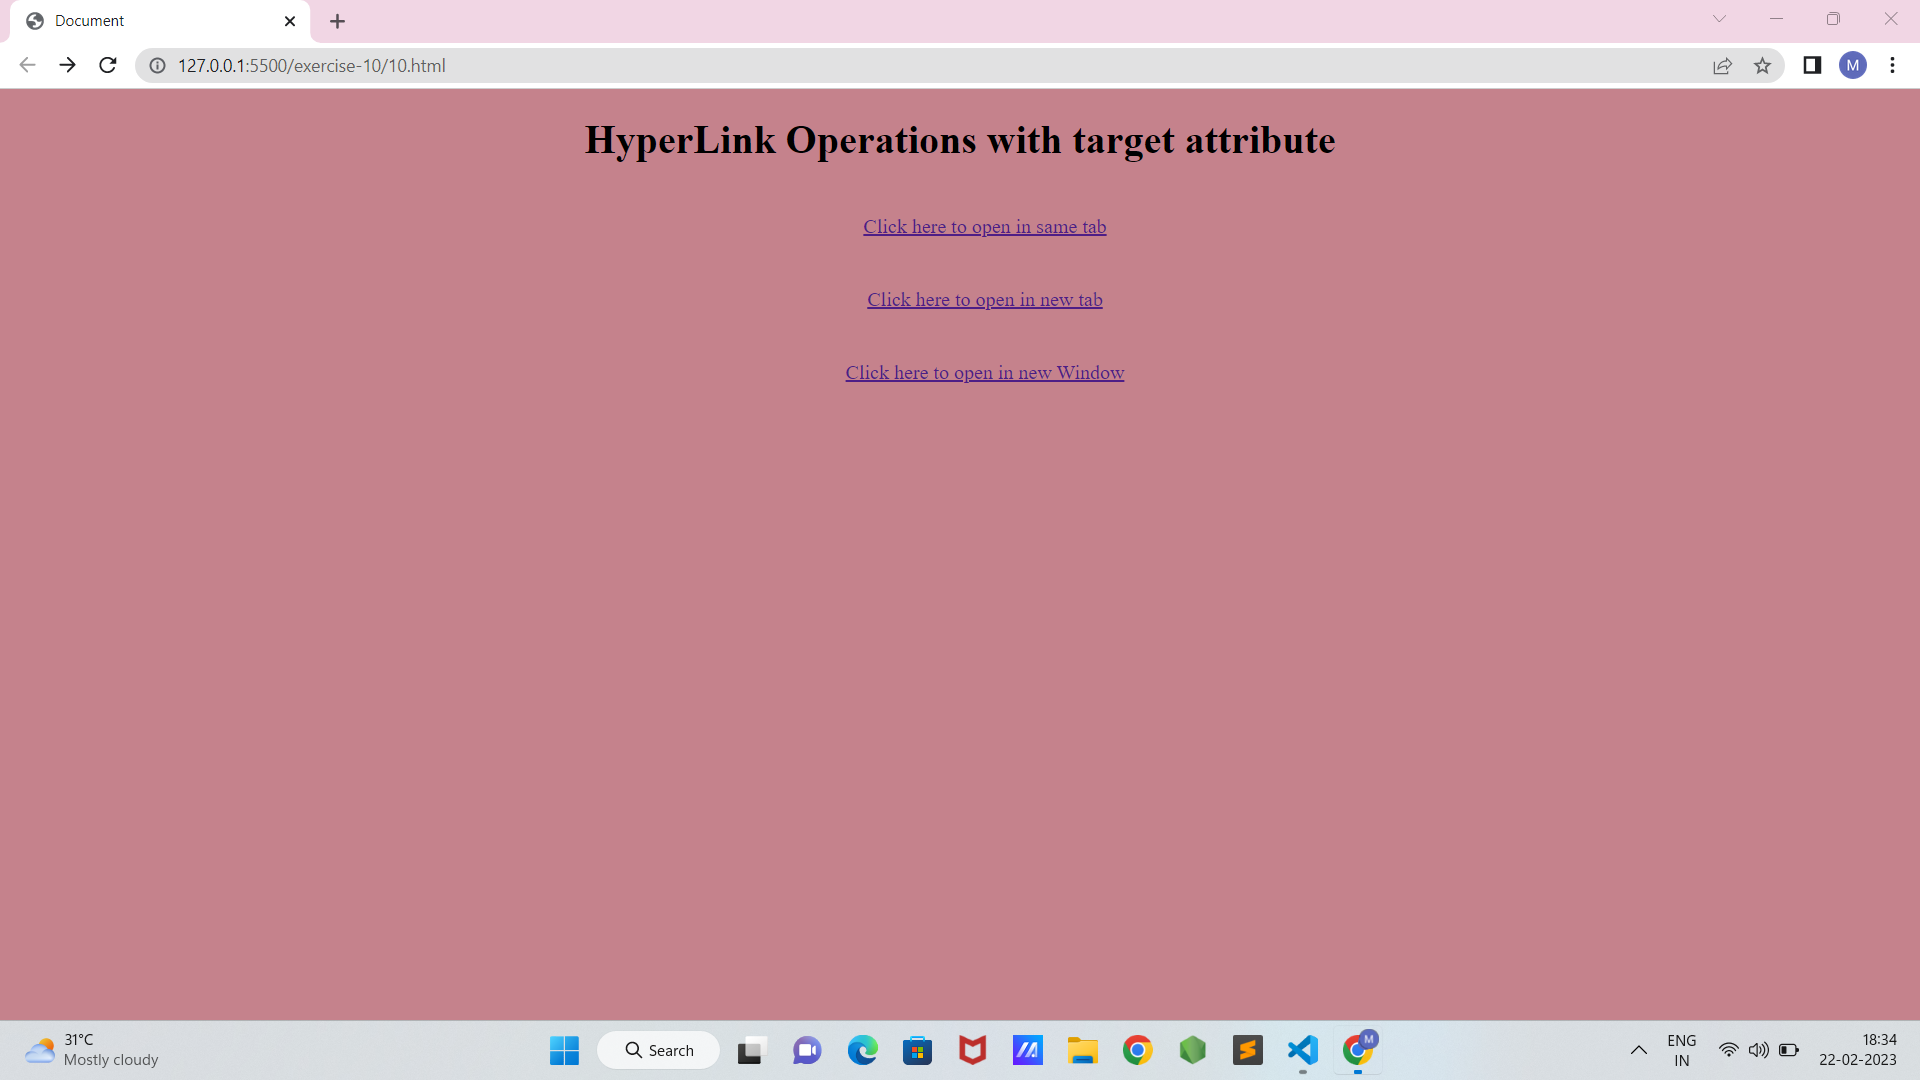 Document
127.0.0.1:5500/exercise-10/10.html
M
HyperLink Operations with target attribute
Click here to open in same tab
Click here to open in new tab
Click here to open in new Window
31°C
Mostly cloudy
Search
M
ENG
IN
18:34
22-02-2023